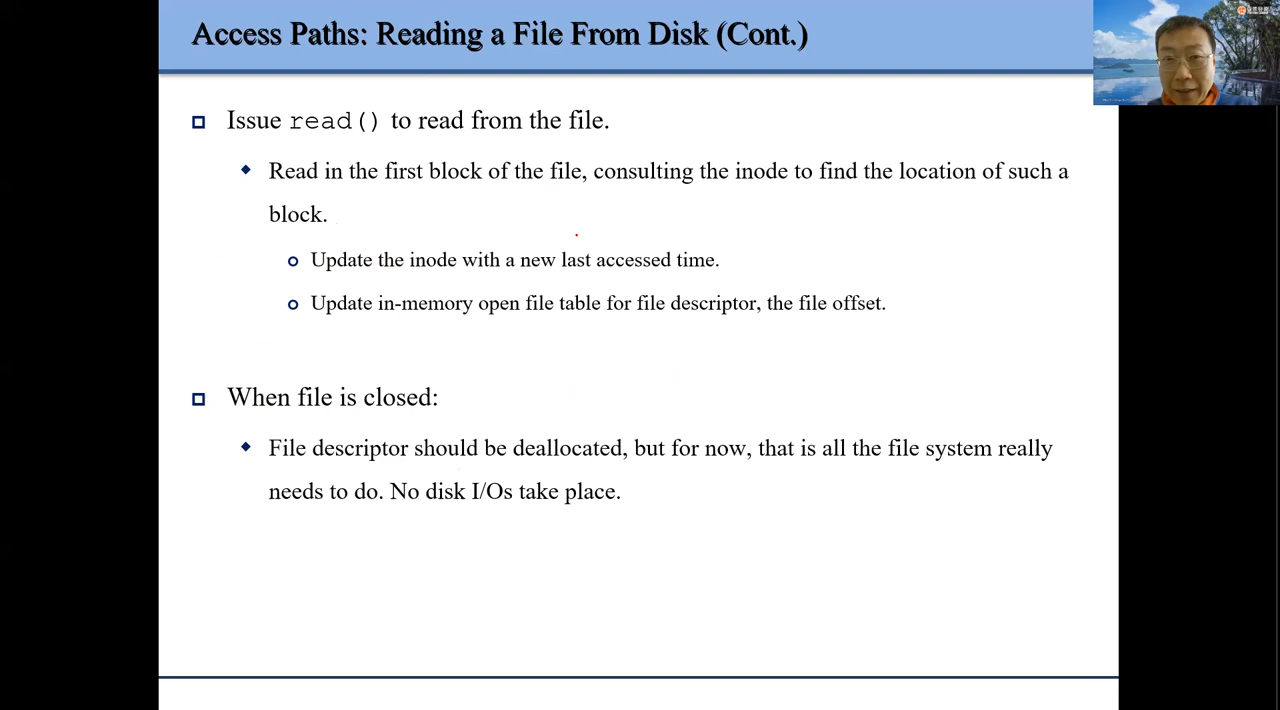 Access Paths: Reading a File From Disk (Cont.)
Issue read() to read from the file.
Read in the first block of the file, consulting the inode to find the location of such a
block.
Update the inode with a new last accessed time.
Update in-memory open file table for file descriptor, the file offset.
When file is closed:
File descriptor should be deallocated, but for now, that is all the file system really
needs to do. No disk I/Os take place.